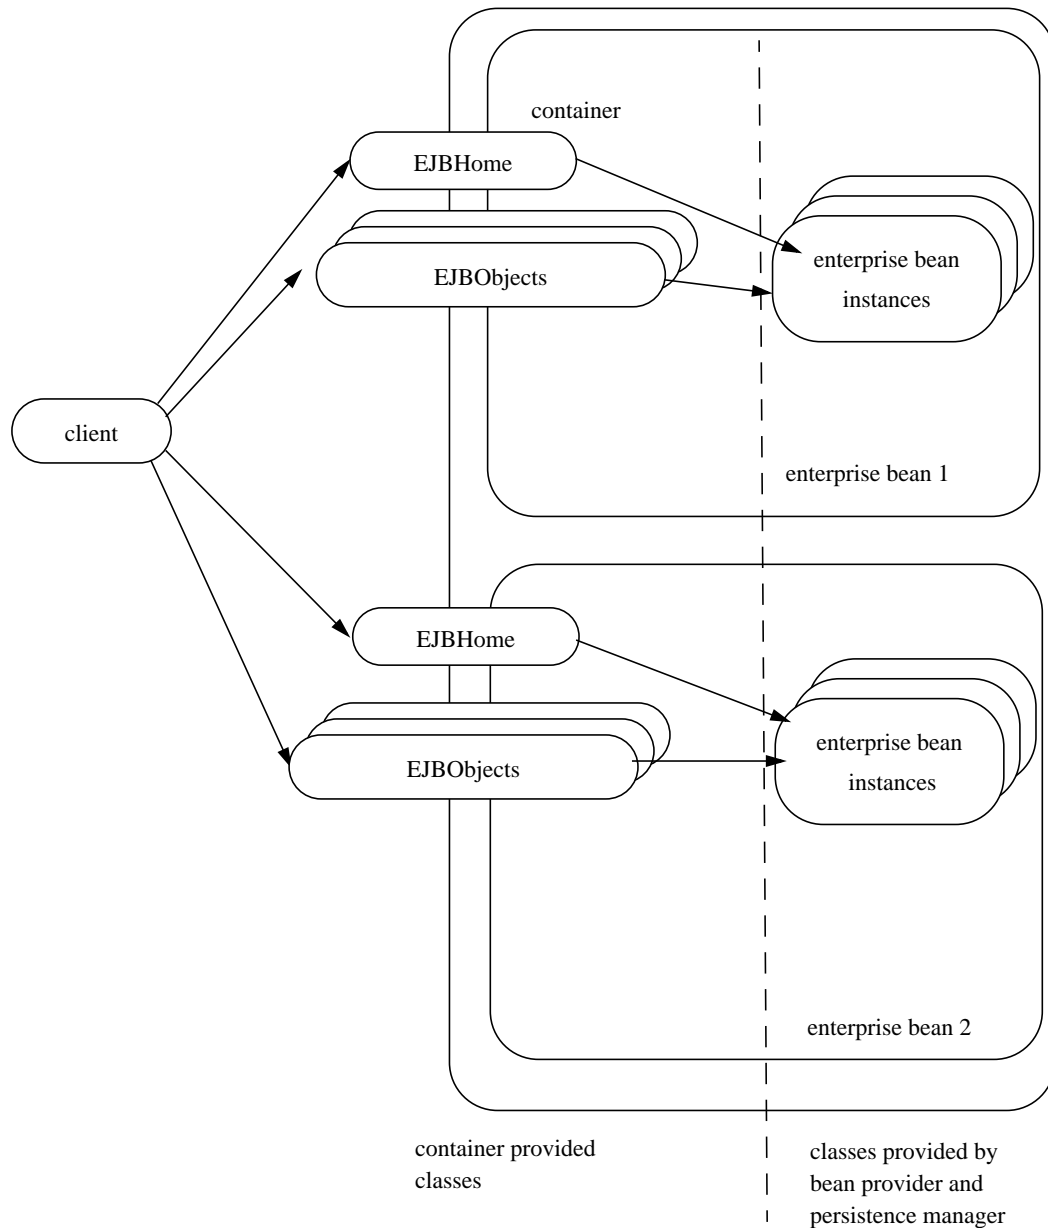 container
EJBHome
EJBObjects
enterprise bean
instances
client
enterprise bean 1
EJBHome
EJBObjects
enterprise bean
instances
enterprise bean 2
container provided
classes
classes provided by
bean provider and
persistence manager